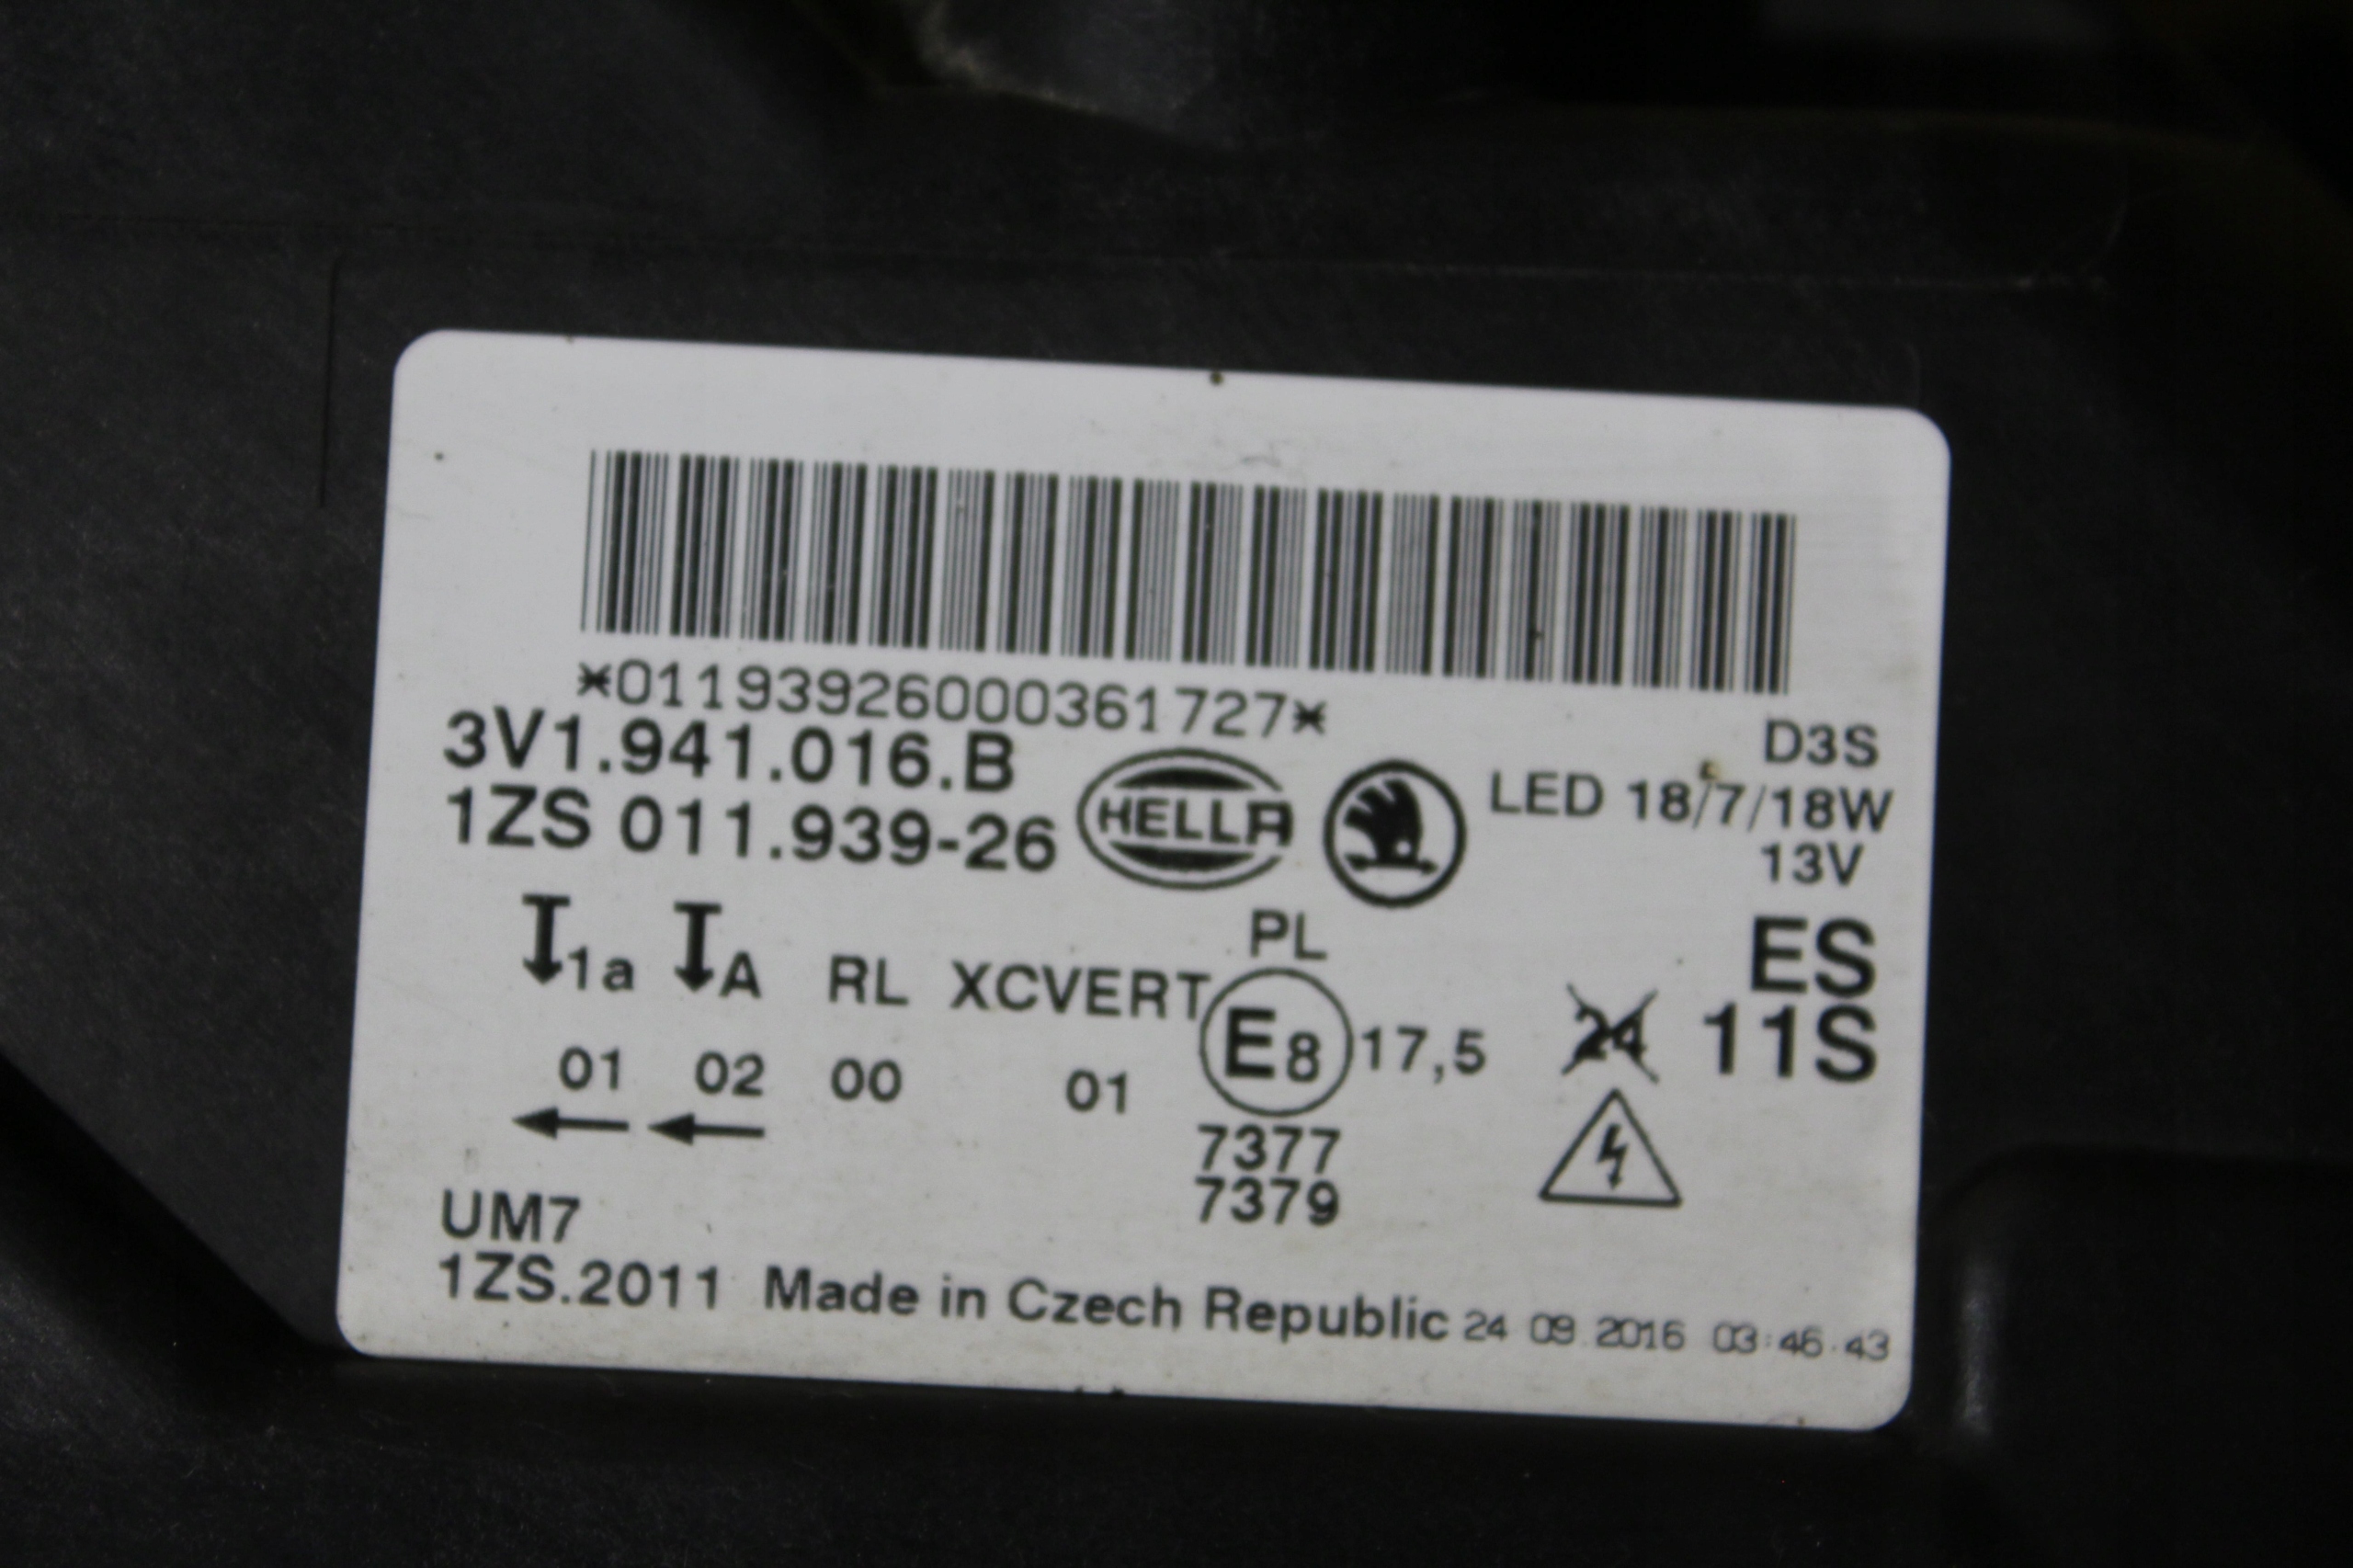 *01193926000361727*
3V1.941.016.B
1ZS 011.939-26
HELLA
D3S
LED 18/7/18W
13V
1a A RL XCVERT PL
01 02 00 01
E8 17,5
7377
7379
24
ES
11S
UM7
1ZS.2011 Made in Czech Republic 24 09 2016 03:46:43